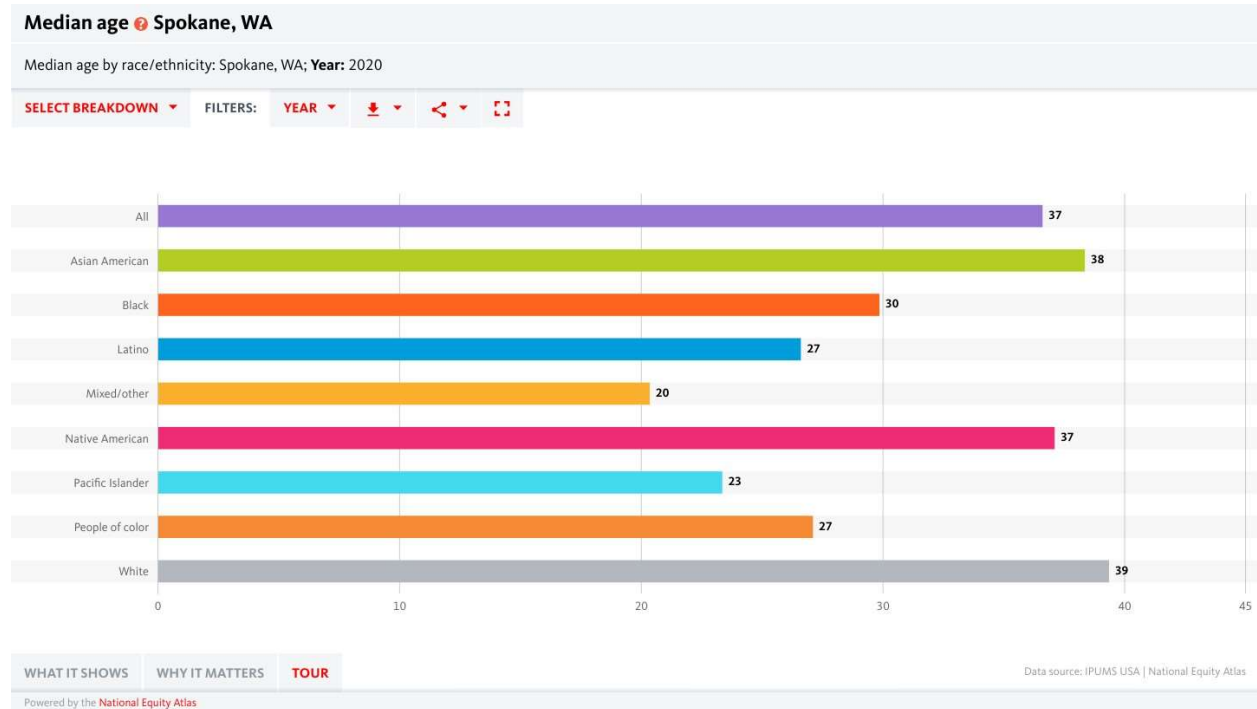 Median age ? Spokane, WA
Median age by race/ethnicity: Spokane, WA; Year: 2020
SELECT BREAKDOWN FILTERS: YEAR
All 37
Asian American 38
Black 30
Latino 27
Mixed/other 20
Native American 37
Pacific Islander 23
People of color 27
White 39
0 10 20 30 40 45
WHAT IT SHOWS WHY IT MATTERS TOUR Data source: IPUMS USA | National Equity Atlas
Powered by the National Equity Atlas